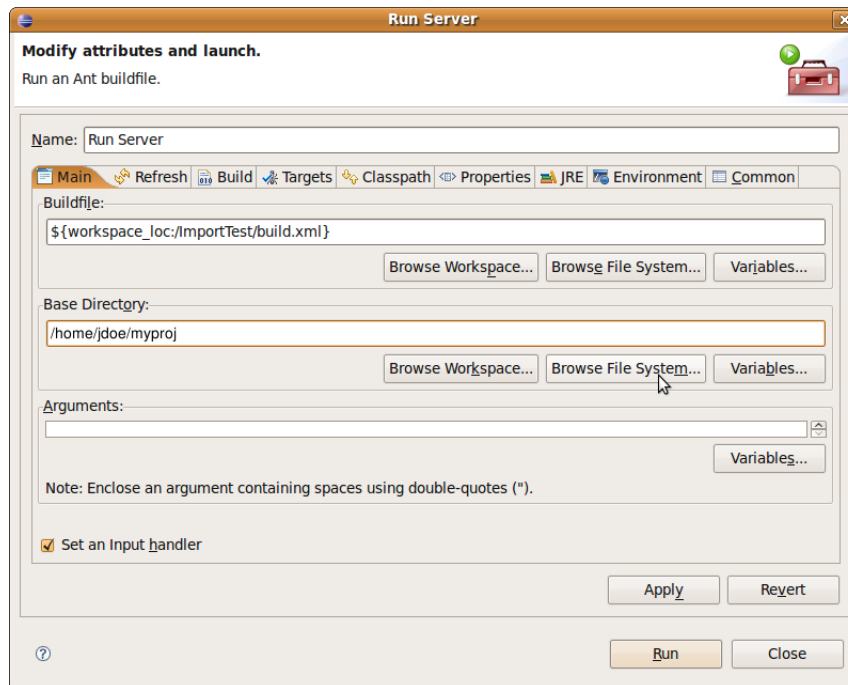 Run Server
Modify attributes and launch.
Run an Ant buildfile.
Name: Run Server
Main Refresh Build Targets Classpath Properties JRE Environment Common
Buildfile:
${workspace_loc:/ImportTest/build.xml}
Browse Workspace... Browse File System... Variables...
Base Directory:
/home/jdoe/myproj
Browse Workspace... Browse File System... Variables...
Arguments:
Variables...
Note: Enclose an argument containing spaces using double-quotes (").
Set an Input handler
Apply Revert
Run Close